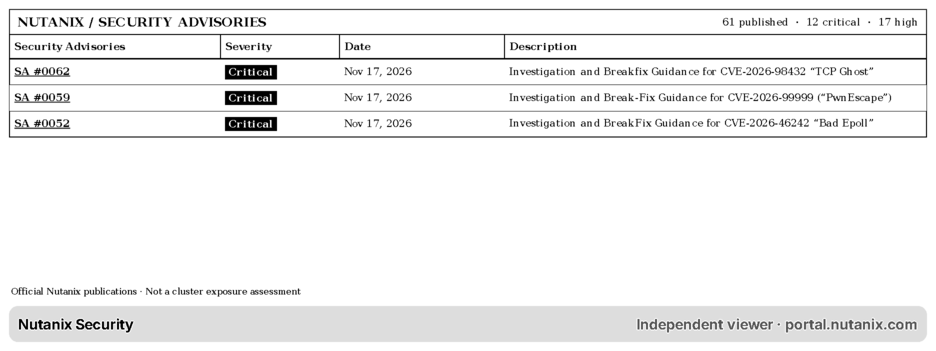 NUTANIX / SECURITY ADVISORIES 61 published · 12 critical · 17 high
Security Advisories Severity Date Description
SA #0062 Critical Nov 17, 2026 Investigation and Breakfix Guidance for CVE-2026-98432 “TCP Ghost”
SA #0059 Critical Nov 17, 2026 Investigation and Break-Fix Guidance for CVE-2026-99999 (“PwnEscape”)
SA #0052 Critical Nov 17, 2026 Investigation and BreakFix Guidance for CVE-2026-46242 “Bad Epoll”
Official Nutanix publications · Not a cluster exposure assessment
Nutanix Security Independent viewer · portal.nutanix.com